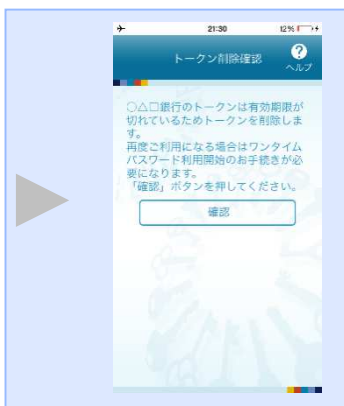 21:30
12%
トークン削除確認
?
ヘルプ
○△□銀行のトークンは有効期限が
切れているためトークンを削除しま
す。
再度ご利用になる場合はワンタイム
パスワード利用開始のお手続きが必
要になります。
「確認」ボタンを押してください。
確認